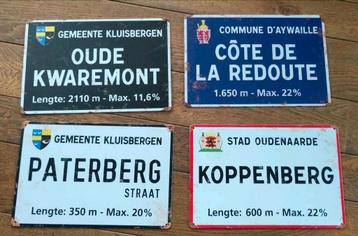 GEMEENTE KLUISBERGEN
OUDE
KWAREMONT
Lengte: 2110 m - Max. 11,6%
COMMUNE D'AYWAILLE
CÔTE DE
LA REDOUTE
1.650 m - Max. 22%
GEMEENTE KLUISBERGEN
PATERBERG
STRAAT
Lengte: 350 m - Max. 20%
STAD OUDENAARDE
KOPPENBERG
Lengte: 600 m - Max. 22%